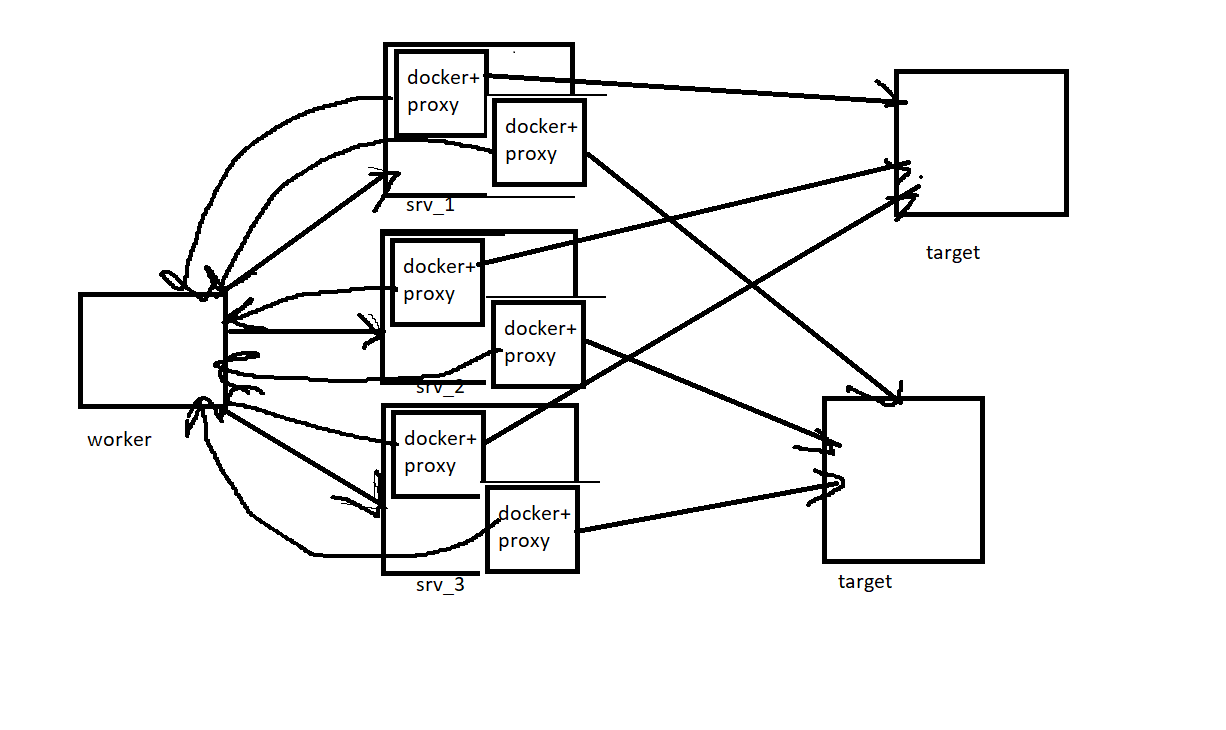 docker+
proxy
docker+
proxy
srv_1
target
docker+
proxy
docker+
proxy
srv_2
worker
docker+
proxy
docker+
proxy
srv_3
target